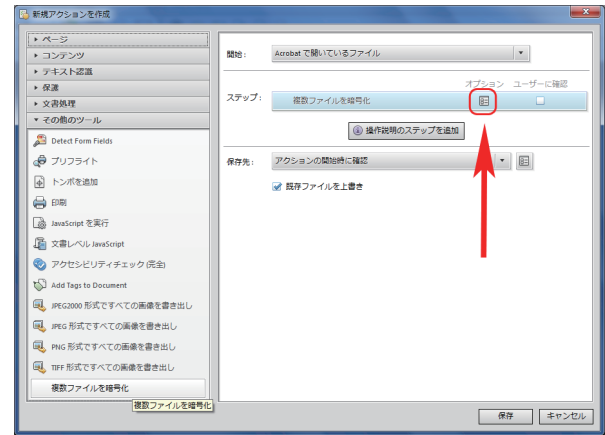 新規アクションを作成
ページ
コンテンツ
テキスト認識
保護
文書処理
その他のツール
Detect Form Fields
プリフライト
トンボを追加
印刷
JavaScript を実行
文書レベル JavaScript
アクセシビリティチェック (完全)
Add Tags to Document
JPEG2000 形式ですべての画像を書き出し
JPEG 形式ですべての画像を書き出し
PNG 形式ですべての画像を書き出し
TIFF 形式ですべての画像を書き出し
複数ファイルを暗号化
複数ファイルを暗号化
開始:
Acrobat で開いているファイル
オプション ユーザーに確認
ステップ:
複数ファイルを暗号化
操作説明のステップを追加
保存先:
アクションの開始時に確認
既存ファイルを上書き
保存
キャンセル